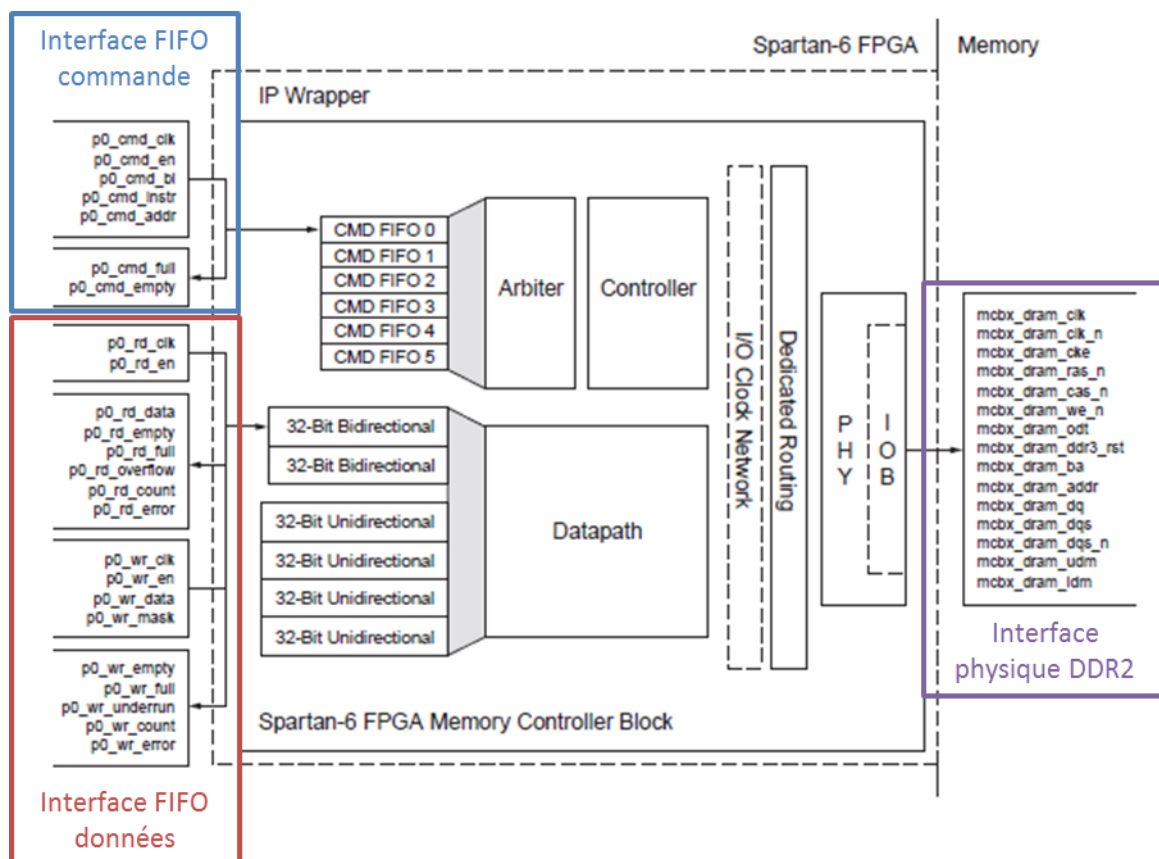 Interface FIFO
commande
Spartan-6 FPGA
Memory
IP Wrapper
p0_cmd_clk
p0_cmd_en
p0_cmd_bl
p0_cmd_instr
p0_cmd_addr
p0_cmd_full
p0_cmd_empty
p0_rd_clk
p0_rd_en
p0_rd_data
p0_rd_empty
p0_rd_full
p0_rd_overflow
p0_rd_count
p0_rd_error
p0_wr_clk
p0_wr_en
p0_wr_data
p0_wr_mask
p0_wr_empty
p0_wr_full
p0_wr_underrun
p0_wr_count
p0_wr_error
Interface FIFO
données
CMD FIFO 0
CMD FIFO 1
CMD FIFO 2
CMD FIFO 3
CMD FIFO 4
CMD FIFO 5
Arbiter
Controller
32-Bit Bidirectional
32-Bit Bidirectional
32-Bit Unidirectional
32-Bit Unidirectional
32-Bit Unidirectional
32-Bit Unidirectional
Datapath
I/O Clock Network
Dedicated Routing
PHY
IOB
Spartan-6 FPGA Memory Controller Block
mcbx_dram_clk
mcbx_dram_clk_n
mcbx_dram_cke
mcbx_dram_ras_n
mcbx_dram_cas_n
mcbx_dram_we_n
mcbx_dram_odt
mcbx_dram_ddr3_rst
mcbx_dram_ba
mcbx_dram_addr
mcbx_dram_dq
mcbx_dram_dqs
mcbx_dram_dqs_n
mcbx_dram_udm
mcbx_dram_ldm
Interface
physique DDR2